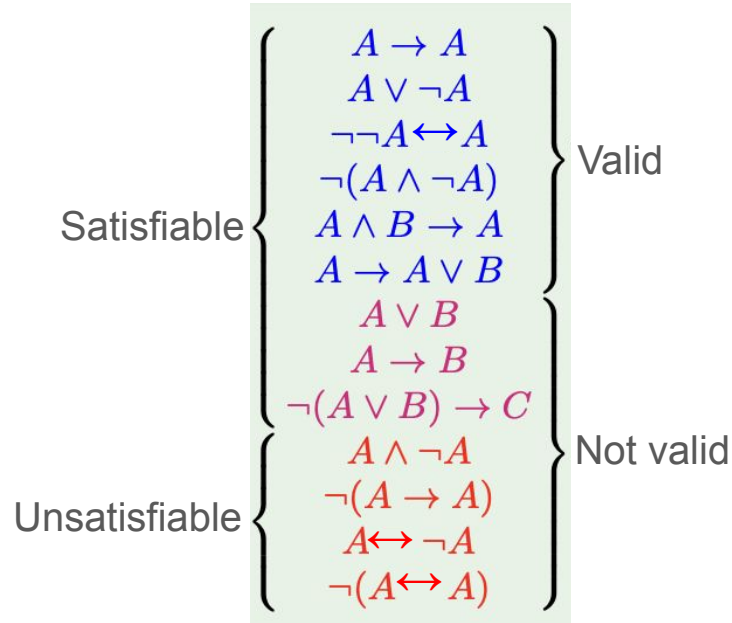 A → A
A ∨ ¬A
¬¬A ↔ A
¬(A ∧ ¬A)
Valid
Satisfiable
A ∧ B → A
A → A ∨ B
A ∨ B
A → B
¬(A ∨ B) → C
A ∧ ¬A
Not valid
¬(A → A)
Unsatisfiable
A ↔ ¬A
¬(A ↔ A)